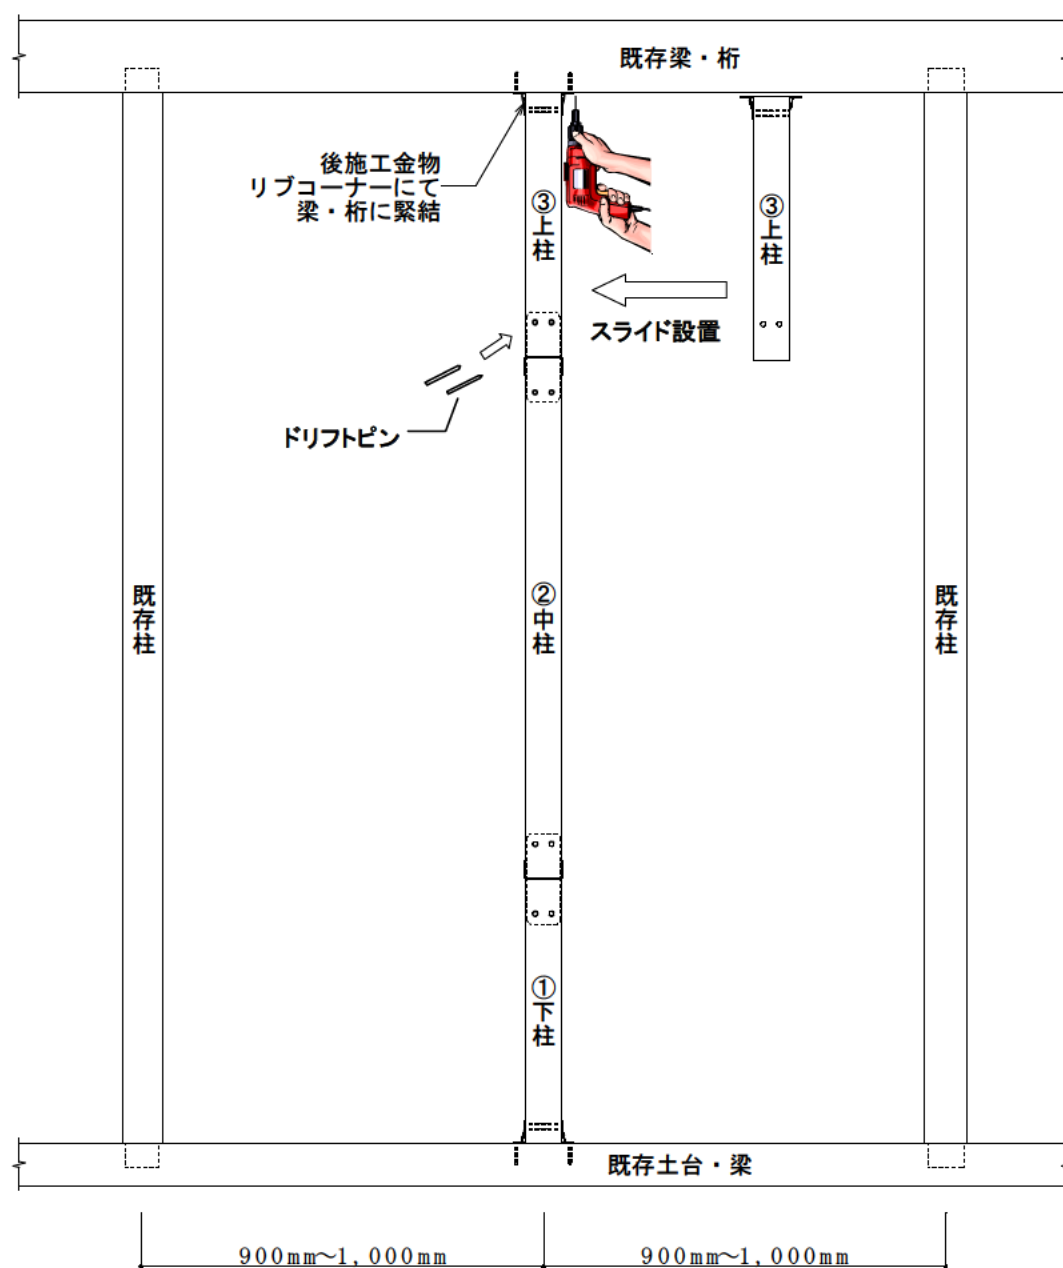 既存梁・桁
後施工金物
リブコーナーにて
梁・桁に緊結
③上柱
③上柱
スライド設置
ドリフトピン
既存柱
②中柱
既存柱
①下柱
既存土台・梁
900mm～1,000mm
900mm～1,000mm